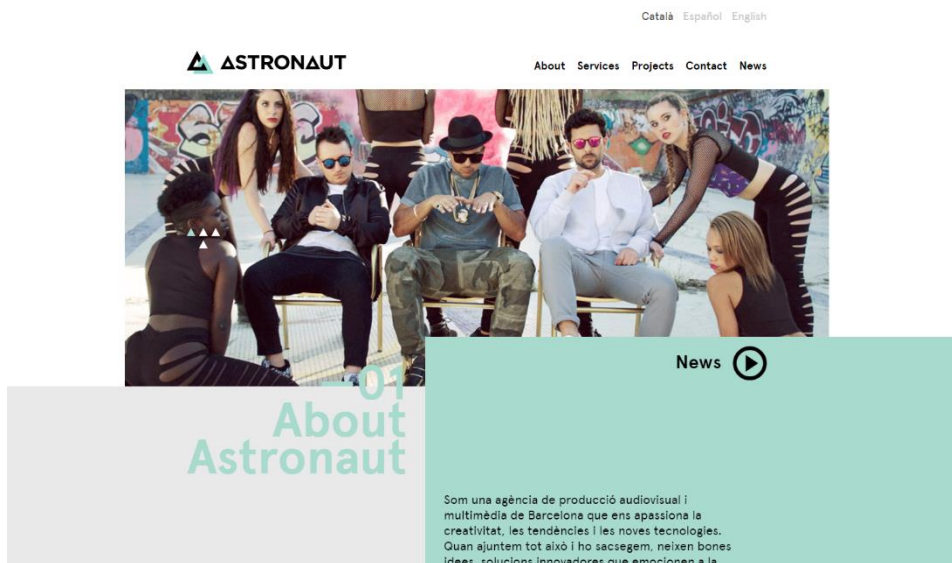 Català Español English
ASTRONAUT
About Services Projects Contact News
News
—01
About
Astronaut
Som una agència de producció audiovisual i
multimèdia de Barcelona que ens apassiona la
creativitat, les tendències i les noves tecnologies.
Quan ajuntem tot això i ho sacsegem, neixen bones
idees, solucions innovadores que emocionen a la